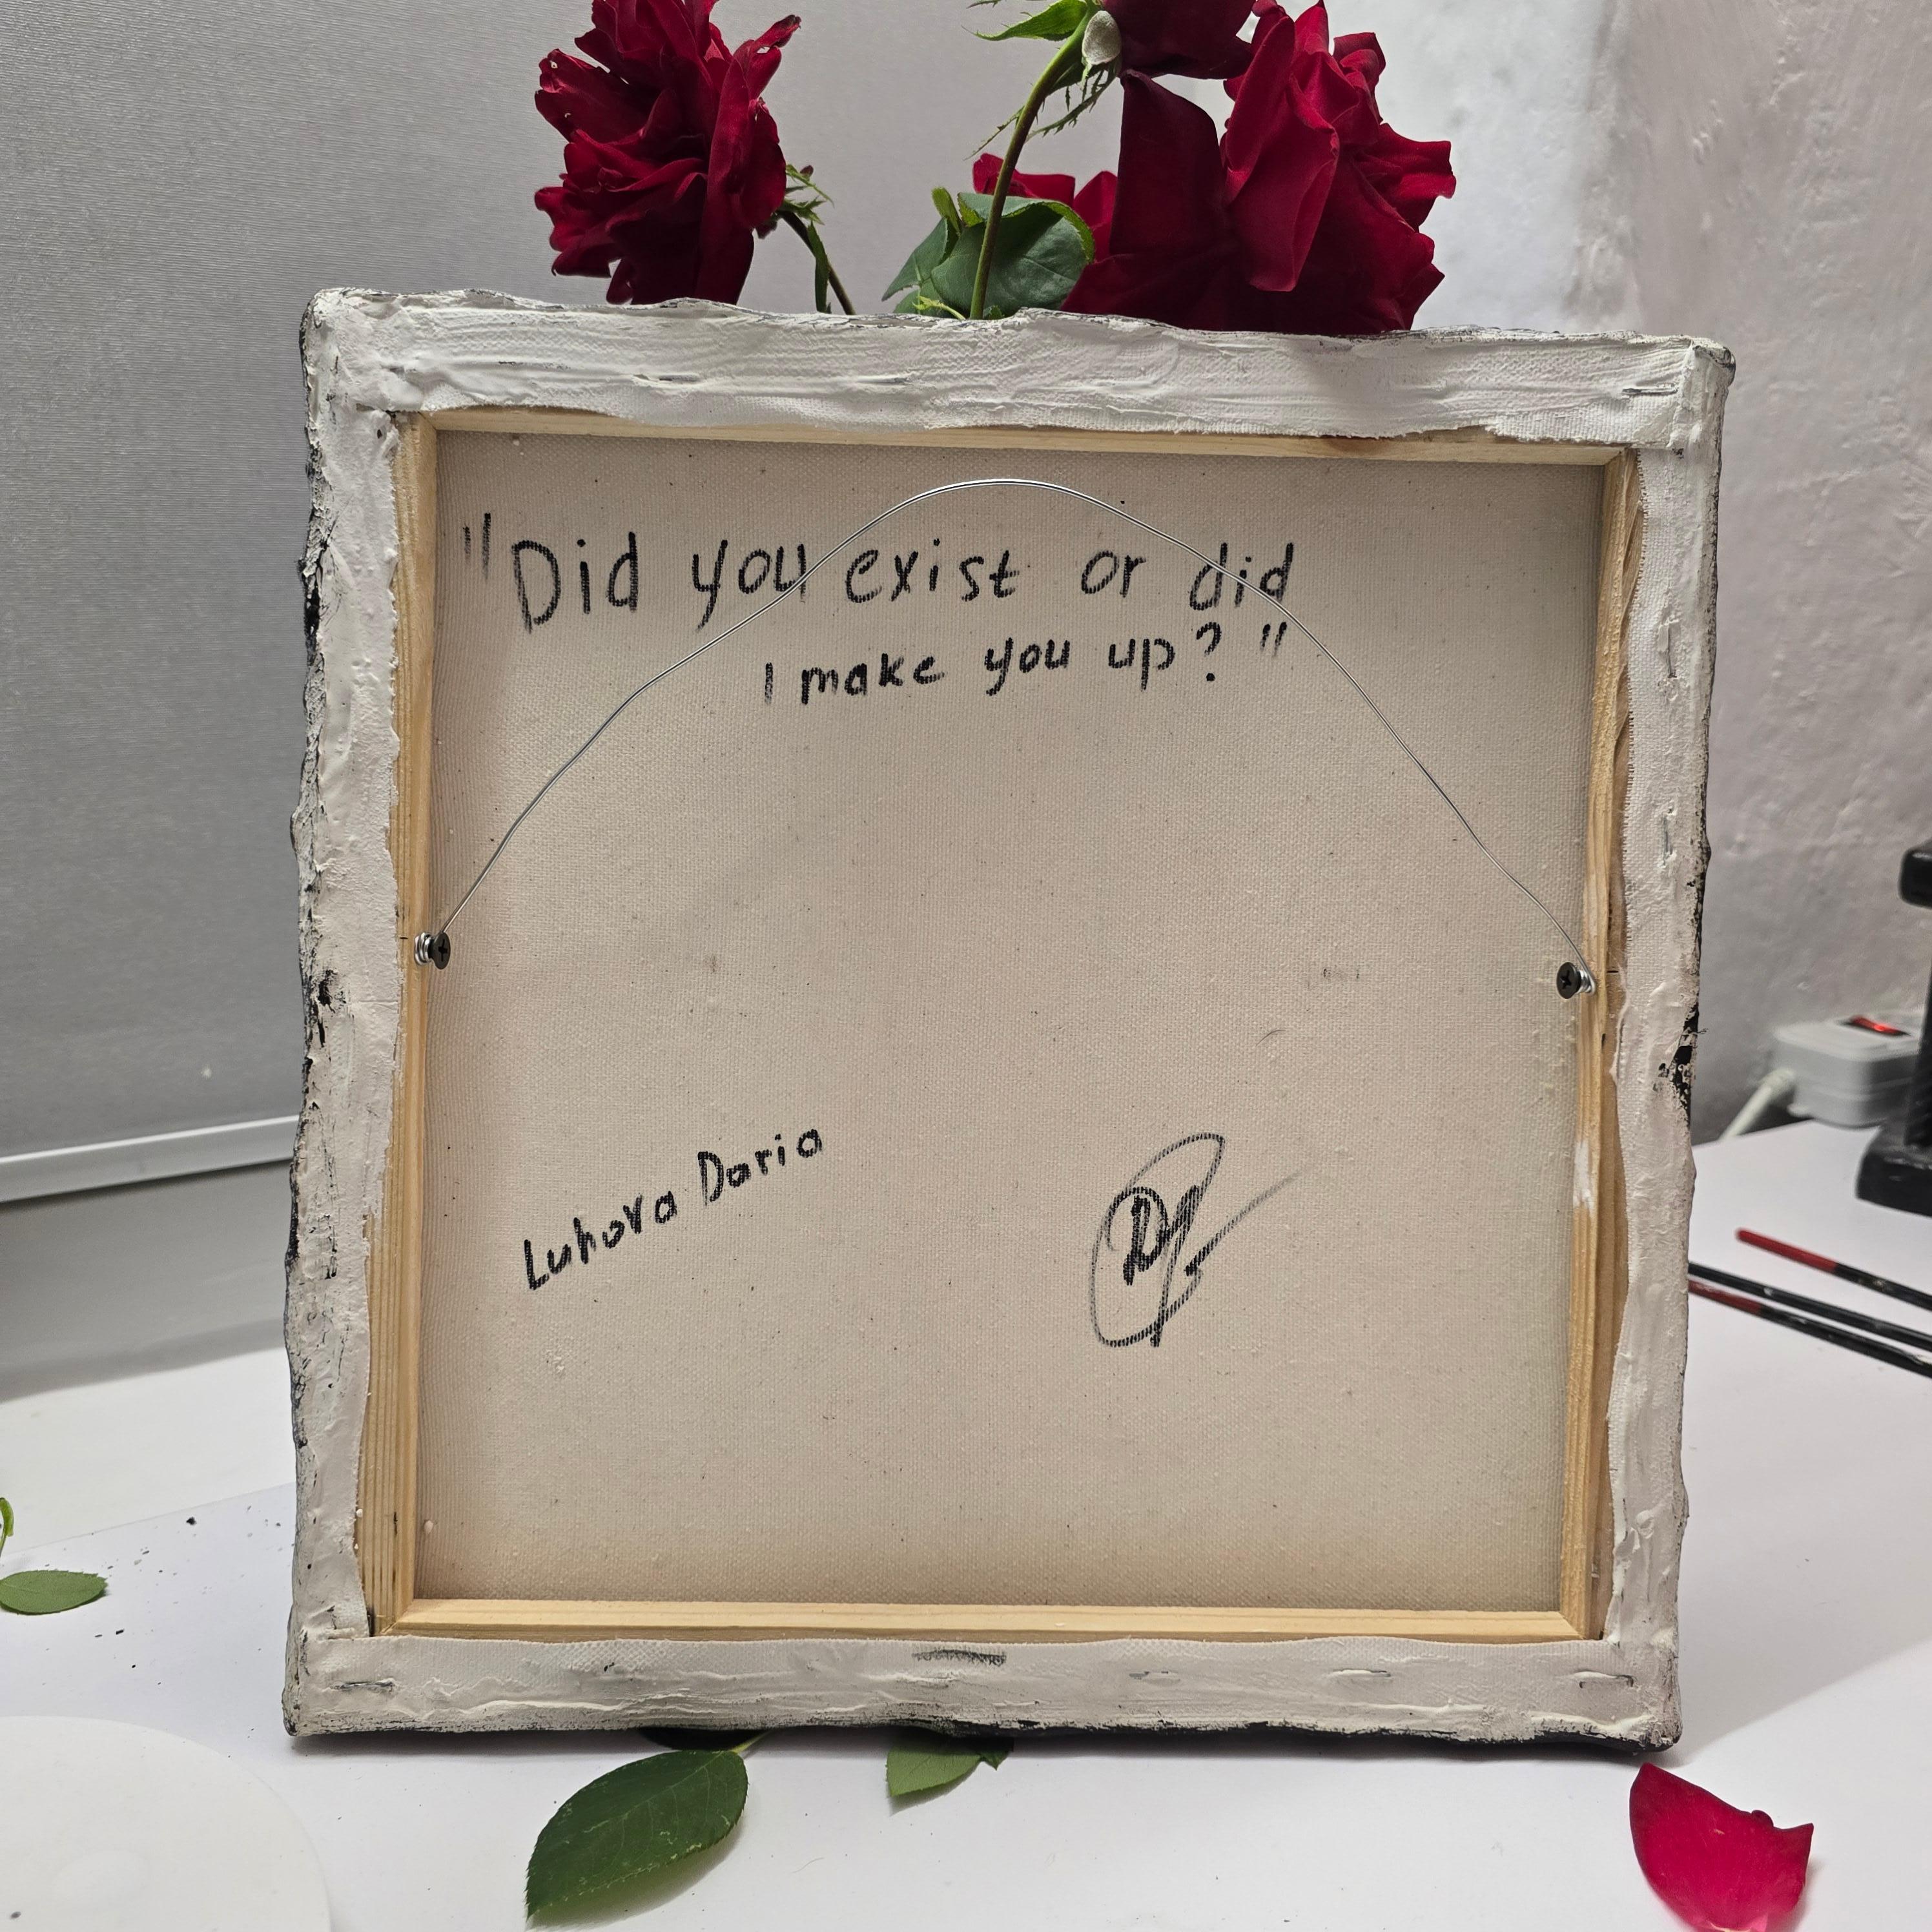 "Did you exist or did
I make you up?"
Luhova Daria